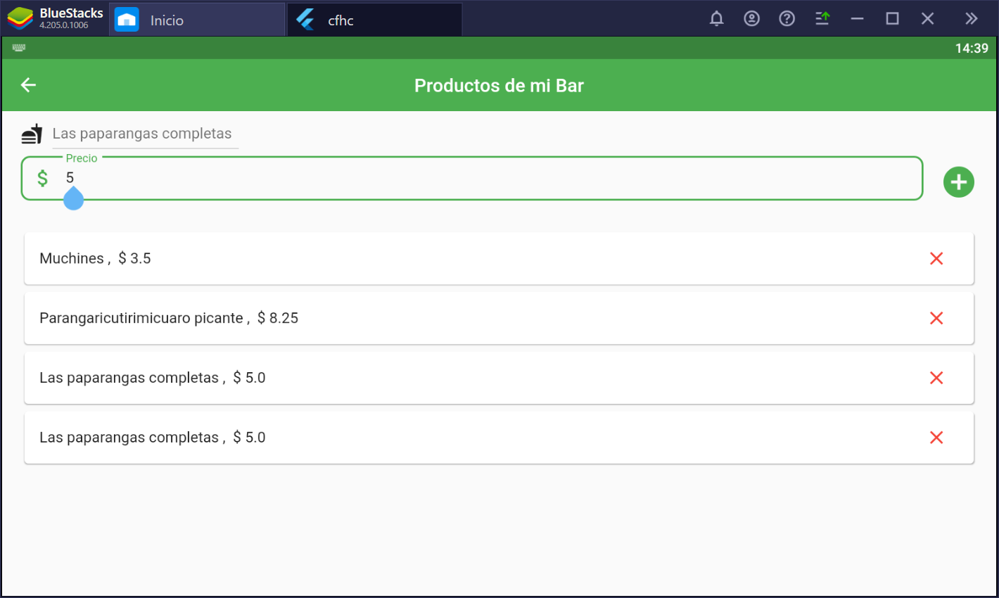 BlueStacks
4.205.0.1006
Inicio
cfhc
14:39
Productos de mi Bar
Las paparangas completas
Precio
$ 5
Muchines ,  $ 3.5
Parangaricutirimicuaro picante ,  $ 8.25
Las paparangas completas ,  $ 5.0
Las paparangas completas ,  $ 5.0